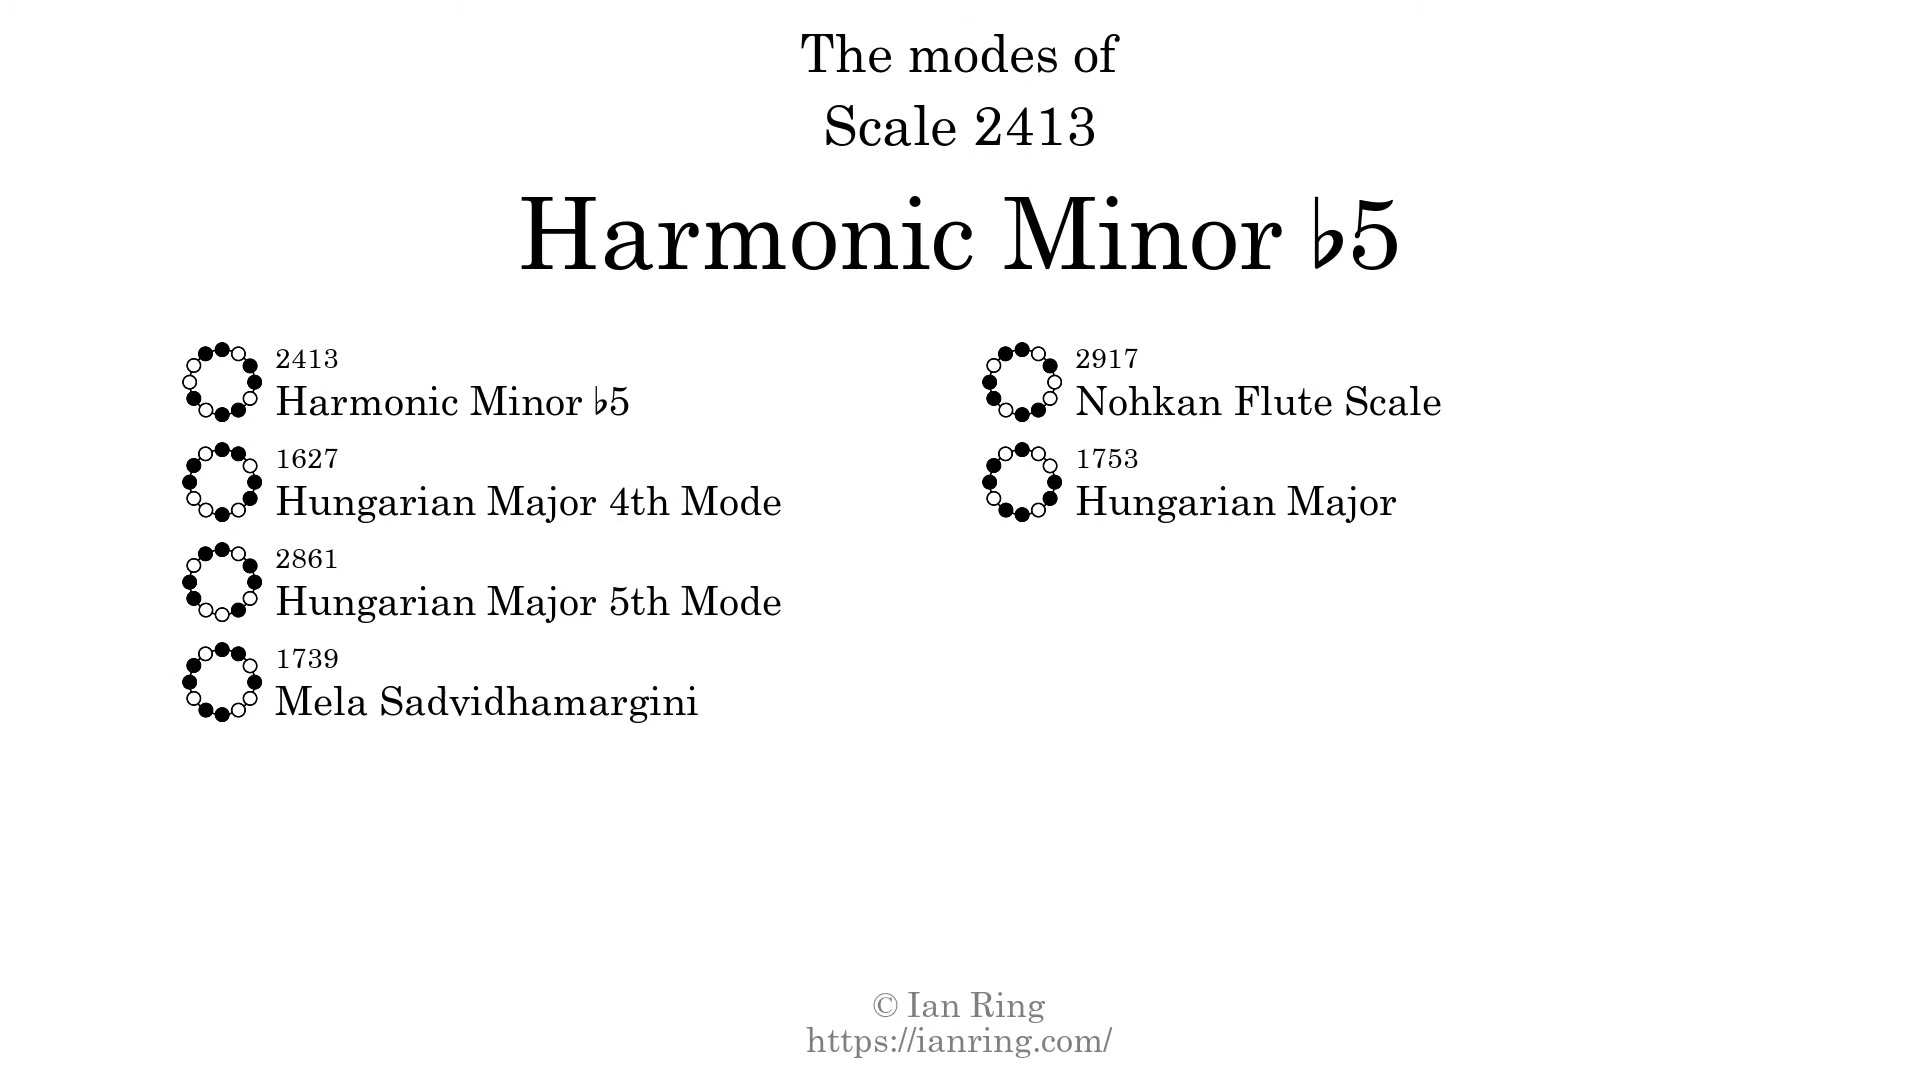 The modes of
Scale 2413
Harmonic Minor ♭5
2413
Harmonic Minor ♭5
1627
Hungarian Major 4th Mode
2861
Hungarian Major 5th Mode
1739
Mela Sadvidhamargini
2917
Nohkan Flute Scale
1753
Hungarian Major
© Ian Ring
https://ianring.com/